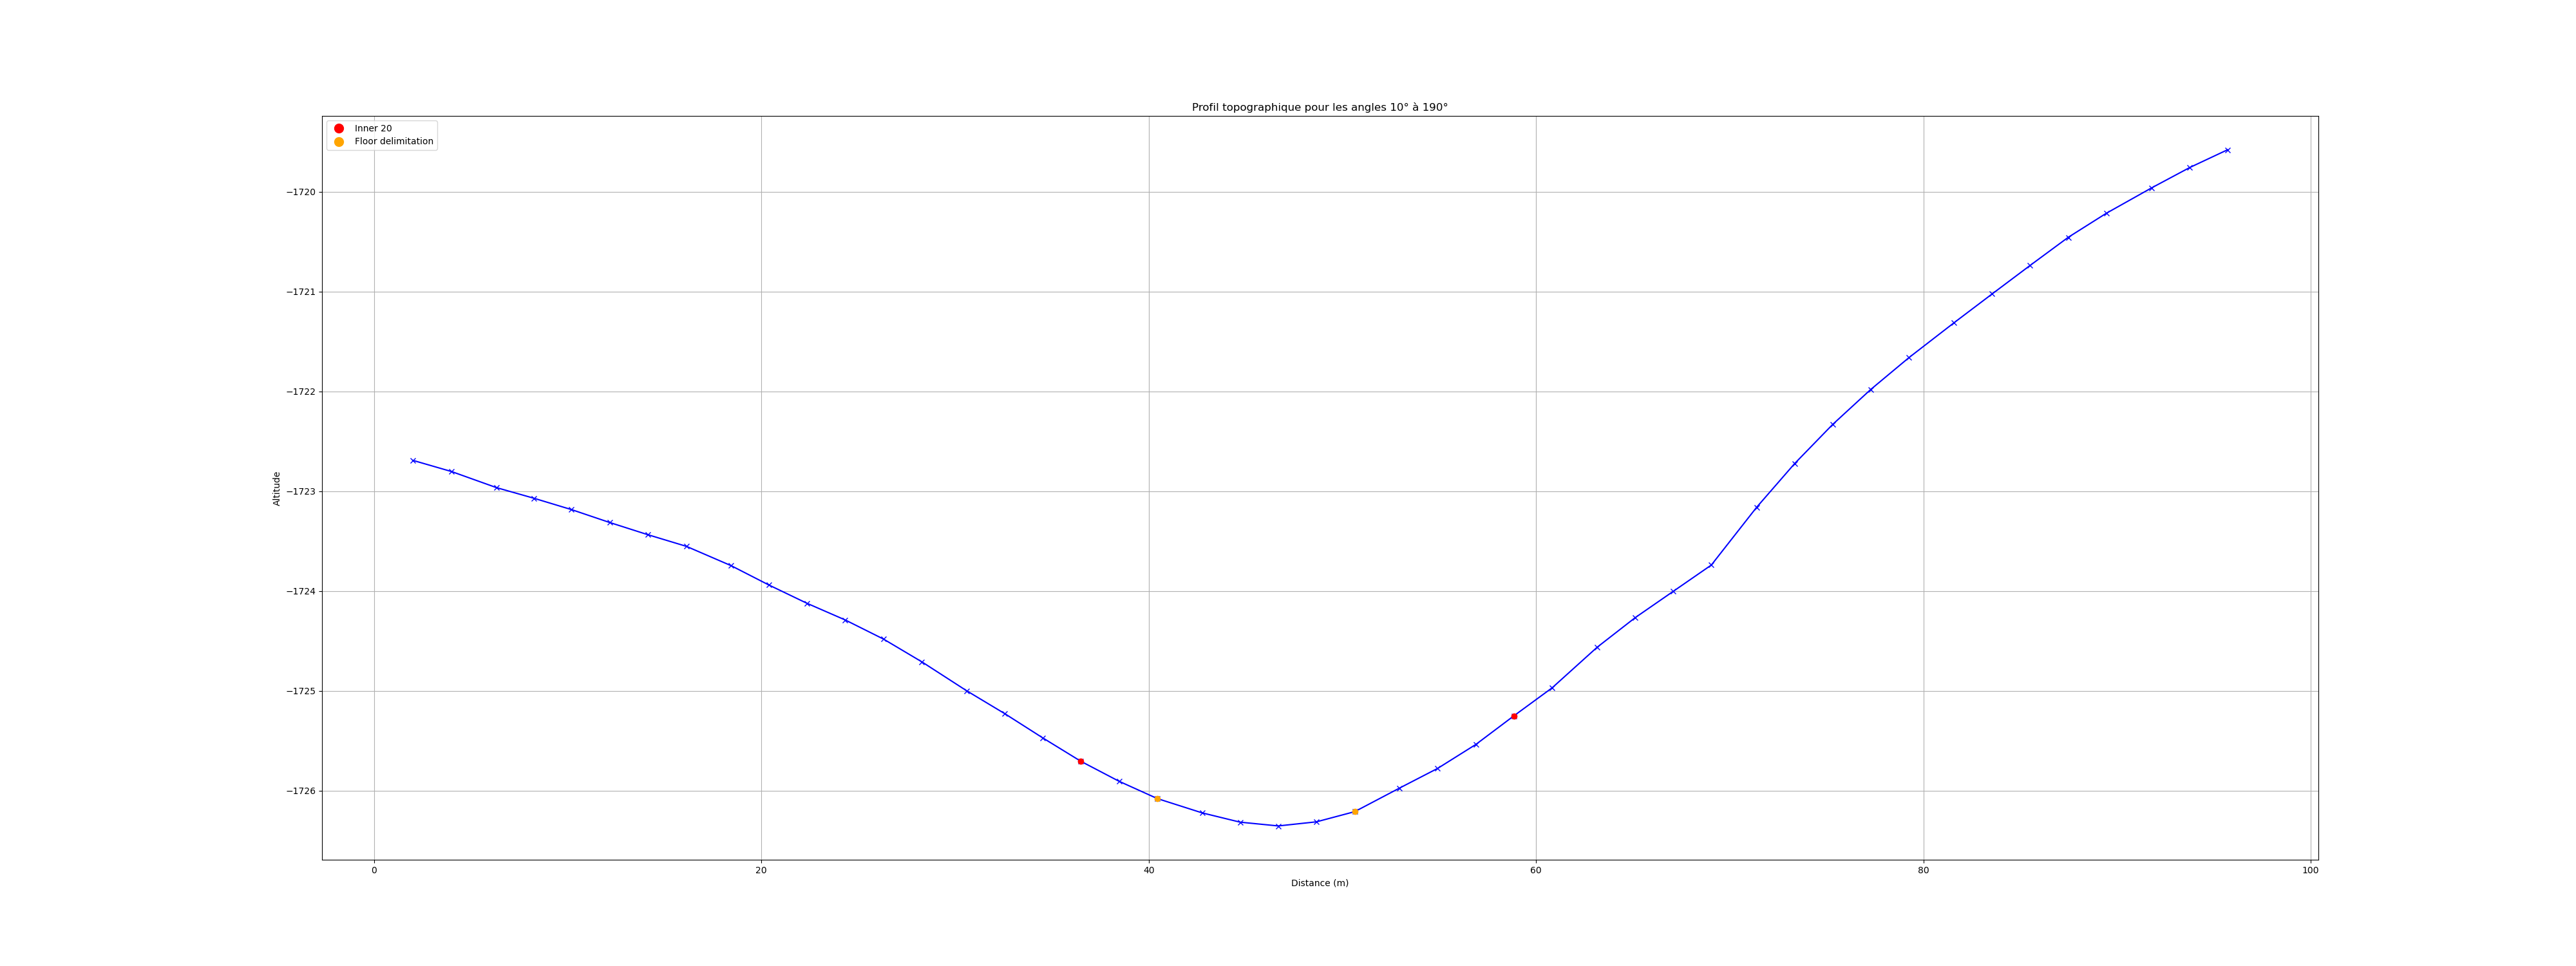 Profil topographique pour les angles 10° à 190°
Inner 20
Floor delimitation
−1720
−1721
−1722
−1723
−1724
−1725
−1726
Altitude
0 20 40 60 80 100
Distance (m)